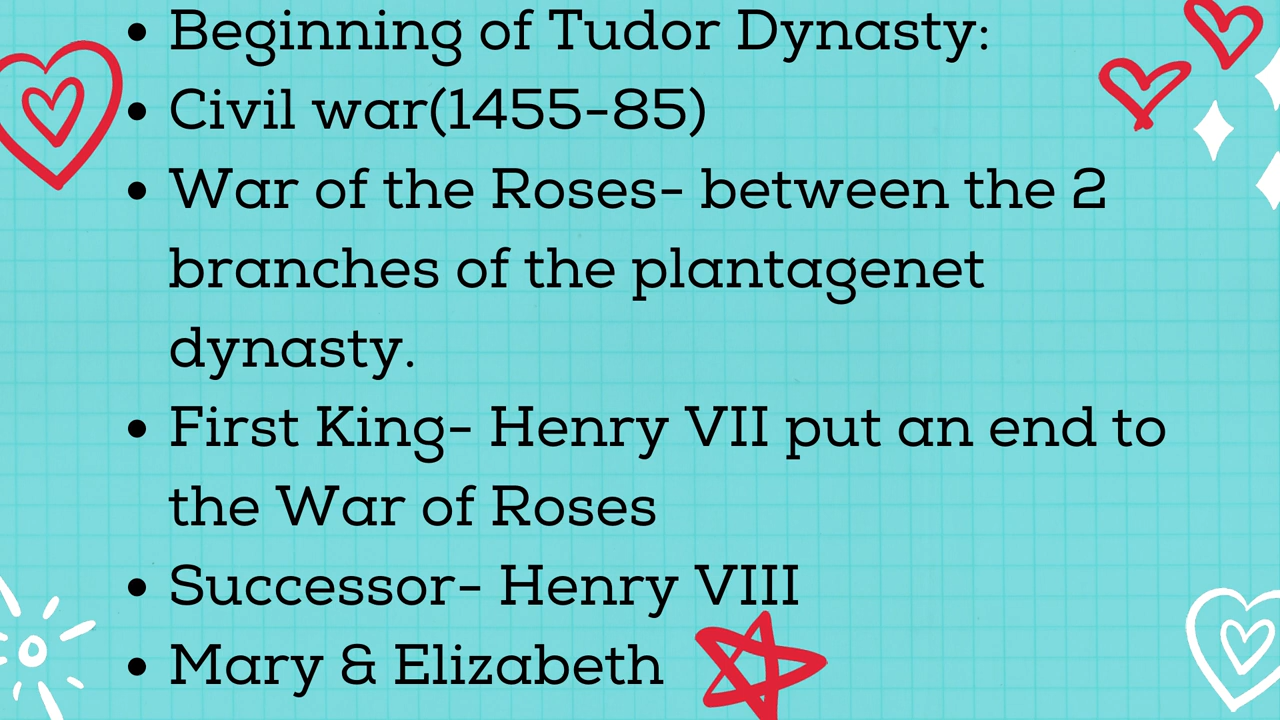 • Beginning of Tudor Dynasty:
• Civil war(1455-85)
• War of the Roses- between the 2
branches of the plantagenet
dynasty.
• First King- Henry VII put an end to
the War of Roses
• Successor- Henry VIII
• Mary & Elizabeth